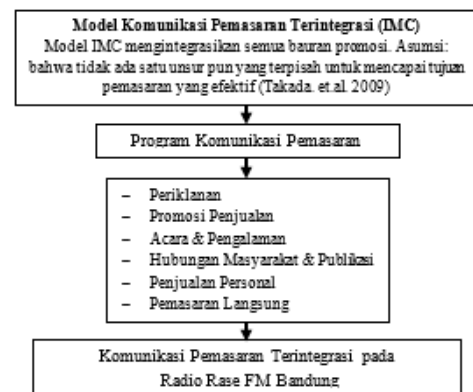 Model Komunikasi Pemasaran Terintegrasi (IMC)
Model IMC mengintegrasikan semua bauran promosi. Asumsi:
bahwa tidak ada satu unsur pun yang terpisah untuk mencapai tujuan
pemasaran yang efektif (Takada. et.al. 2009)
Program Komunikasi Pemasaran
– Periklanan
– Promosi Penjualan
– Acara & Pengalaman
– Hubungan Masyarakat & Publikasi
– Penjualan Personal
– Pemasaran Langsung
Komunikasi Pemasaran Terintegrasi pada
Radio Rase FM Bandung